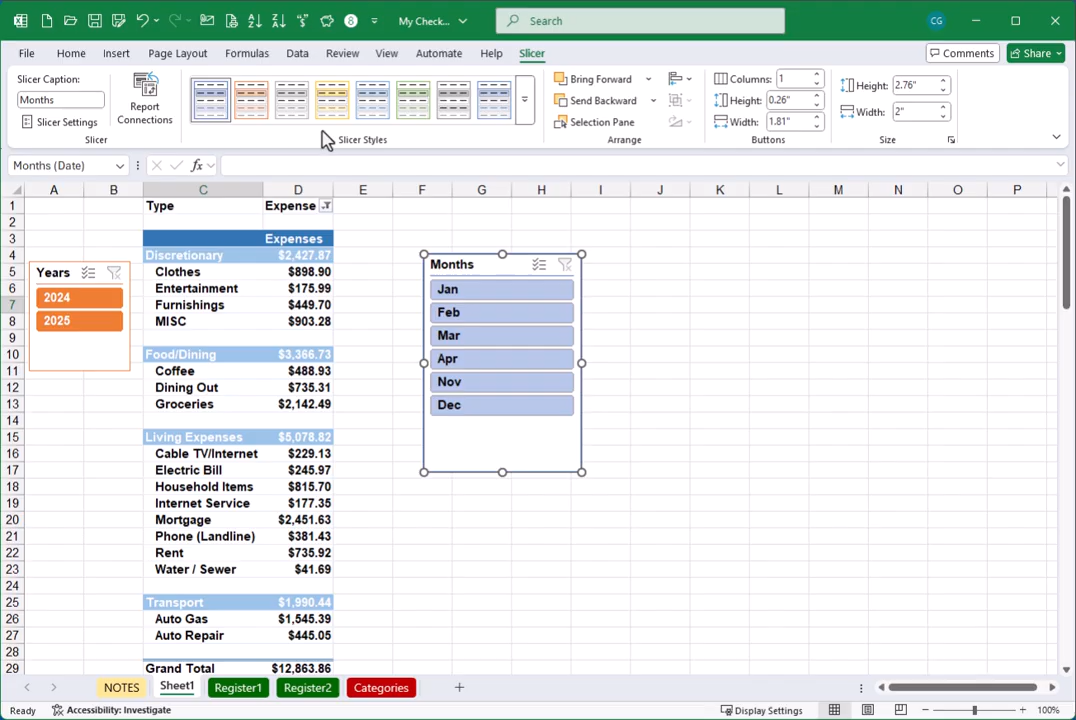 My Check...
Search
CG
File Home Insert Page Layout Formulas Data Review View Automate Help Slicer
Comments Share
Slicer Caption:
Months
Slicer Settings
Report Connections
Slicer
Slicer Styles
Bring Forward
Send Backward
Selection Pane
Arrange
Columns: 1
Height: 0.26"
Width: 1.81"
Buttons
Height: 2.76"
Width: 2"
Size
Months (Date) fx
A B C D E F G H I J K L M N O P
1 Type Expense
2
3 Expenses
4 Discretionary $2,427.87
5 Clothes $898.90
6 Entertainment $175.99
7 Furnishings $449.70
8 MISC $903.28
9
10 Food/Dining $3,366.73
11 Coffee $488.93
12 Dining Out $735.31
13 Groceries $2,142.49
14
15 Living Expenses $5,078.82
16 Cable TV/Internet $229.13
17 Electric Bill $245.97
18 Household Items $815.70
19 Internet Service $177.35
20 Mortgage $2,451.63
21 Phone (Landline) $381.43
22 Rent $735.92
23 Water / Sewer $41.69
24
25 Transport $1,990.44
26 Auto Gas $1,545.39
27 Auto Repair $445.05
28
29 Grand Total $12,863.86
Years
2024
2025
Months
Jan
Feb
Mar
Apr
Nov
Dec
NOTES Sheet1 Register1 Register2 Categories
Ready Accessibility: Investigate Display Settings 100%